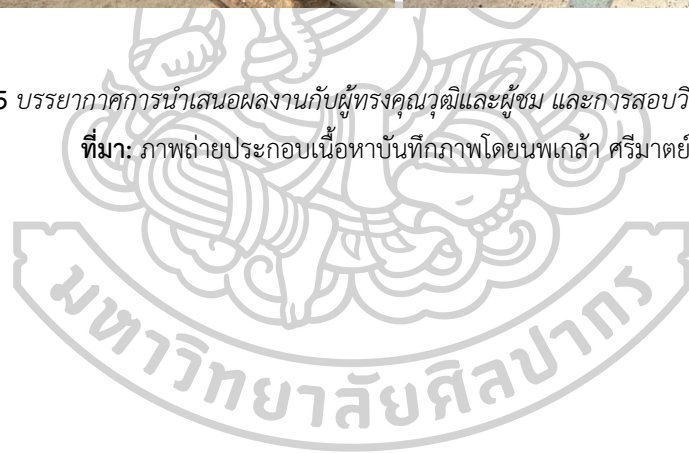 5 บรรยากาศการนำเสนอผลงานกับผู้ทรงคุณวุฒิและผู้ชม และการสอบวิ
ที่มา: ภาพถ่ายประกอบเนื้อหาบันทึกภาพโดยนพเกล้า ศรีมาตย์
มหาวิทยาลัยศิลปากร